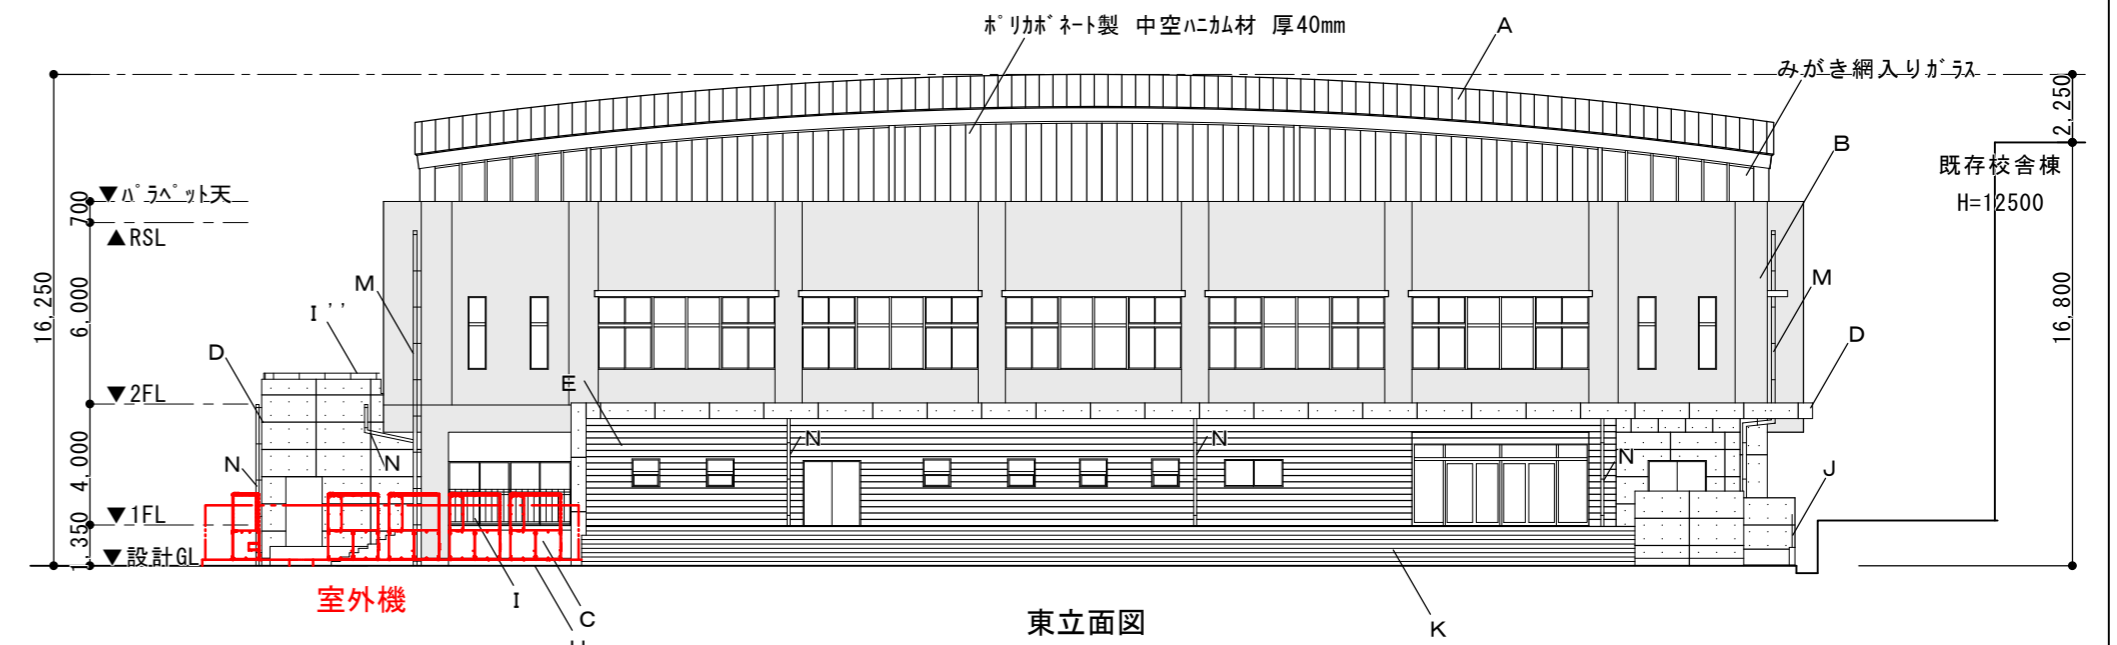 ポリカボネート製 中空ハニカム材 厚40mm
A
みがき網入りガラス
2,250
B
既存校舎棟
H=12500
▼パラペット天
700
▲RSL
16,250
6,000
I''
M
M
16,800
D
D
▼2FL
E
4,000
N
N
N
N
N
J
▼1FL
1,350
▼設計GL
室外機
I
C
東立面図
K